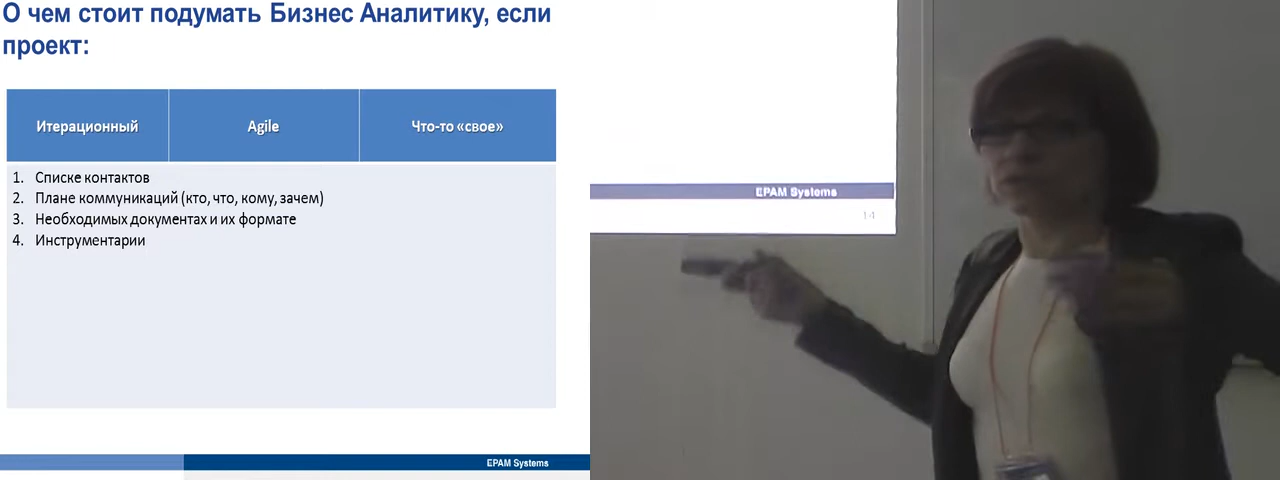 О чем стоит подумать Бизнес Аналитику, если
проект:
Итерационный
Agile
Что-то «свое»
1. Списке контактов
2. Плане коммуникаций (кто, что, кому, зачем)
3. Необходимых документах и их формате
4. Инструментарии
EPAM Systems
EPAM Systems
14